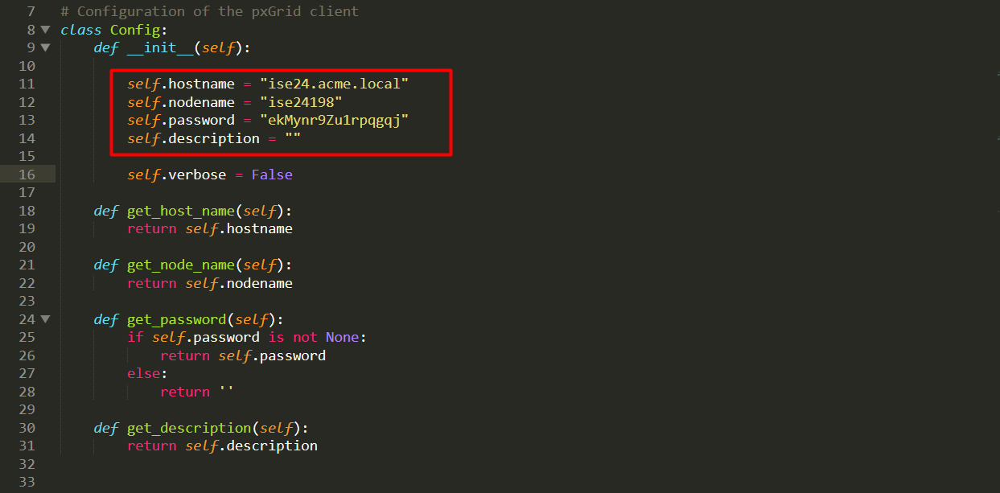 7 # Configuration of the pxGrid client
8 class Config:
9     def __init__(self):
10
11         self.hostname = "ise24.acme.local"
12         self.nodename = "ise24198"
13         self.password = "ekMynr9Zu1rpqgqj"
14         self.description = ""
15
16         self.verbose = False
17
18     def get_host_name(self):
19         return self.hostname
20
21     def get_node_name(self):
22         return self.nodename
23
24     def get_password(self):
25         if self.password is not None:
26             return self.password
27         else:
28             return ''
29
30     def get_description(self):
31         return self.description
32
33